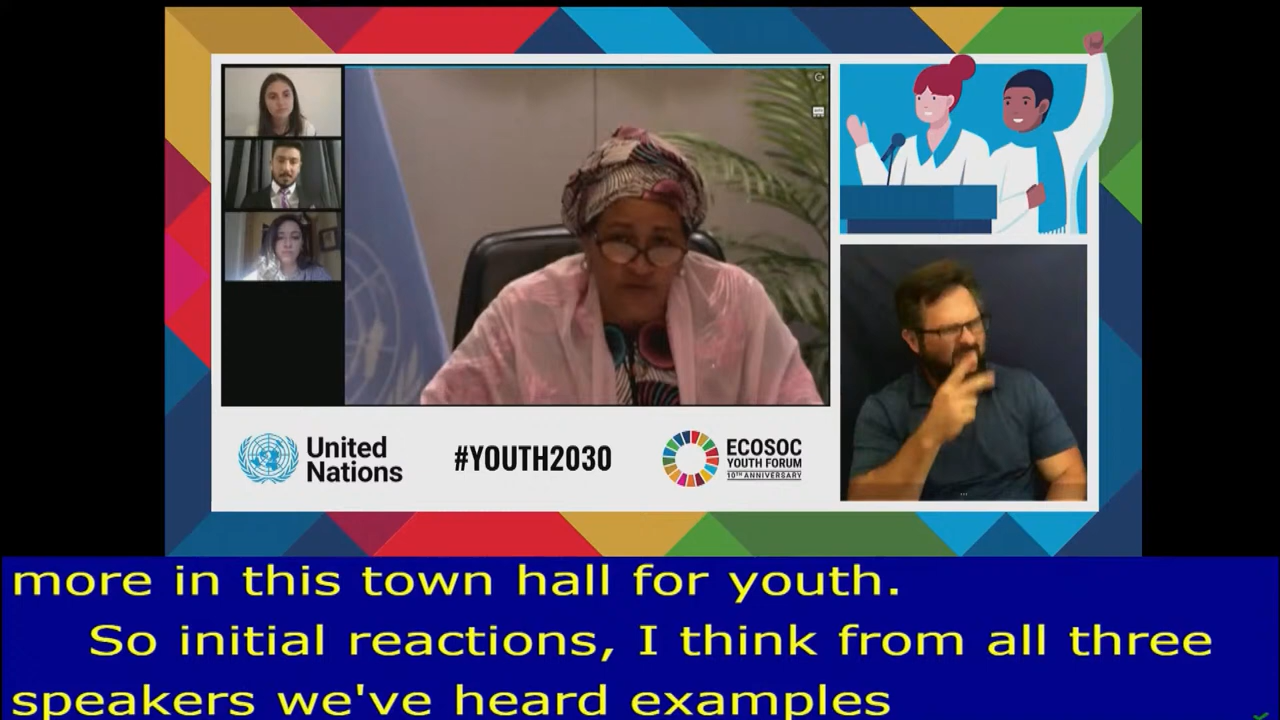 United
Nations
#YOUTH2030
ECOSOC
YOUTH FORUM
10TH ANNIVERSARY
more in this town hall for youth.
So initial reactions, I think from all three
speakers we've heard examples